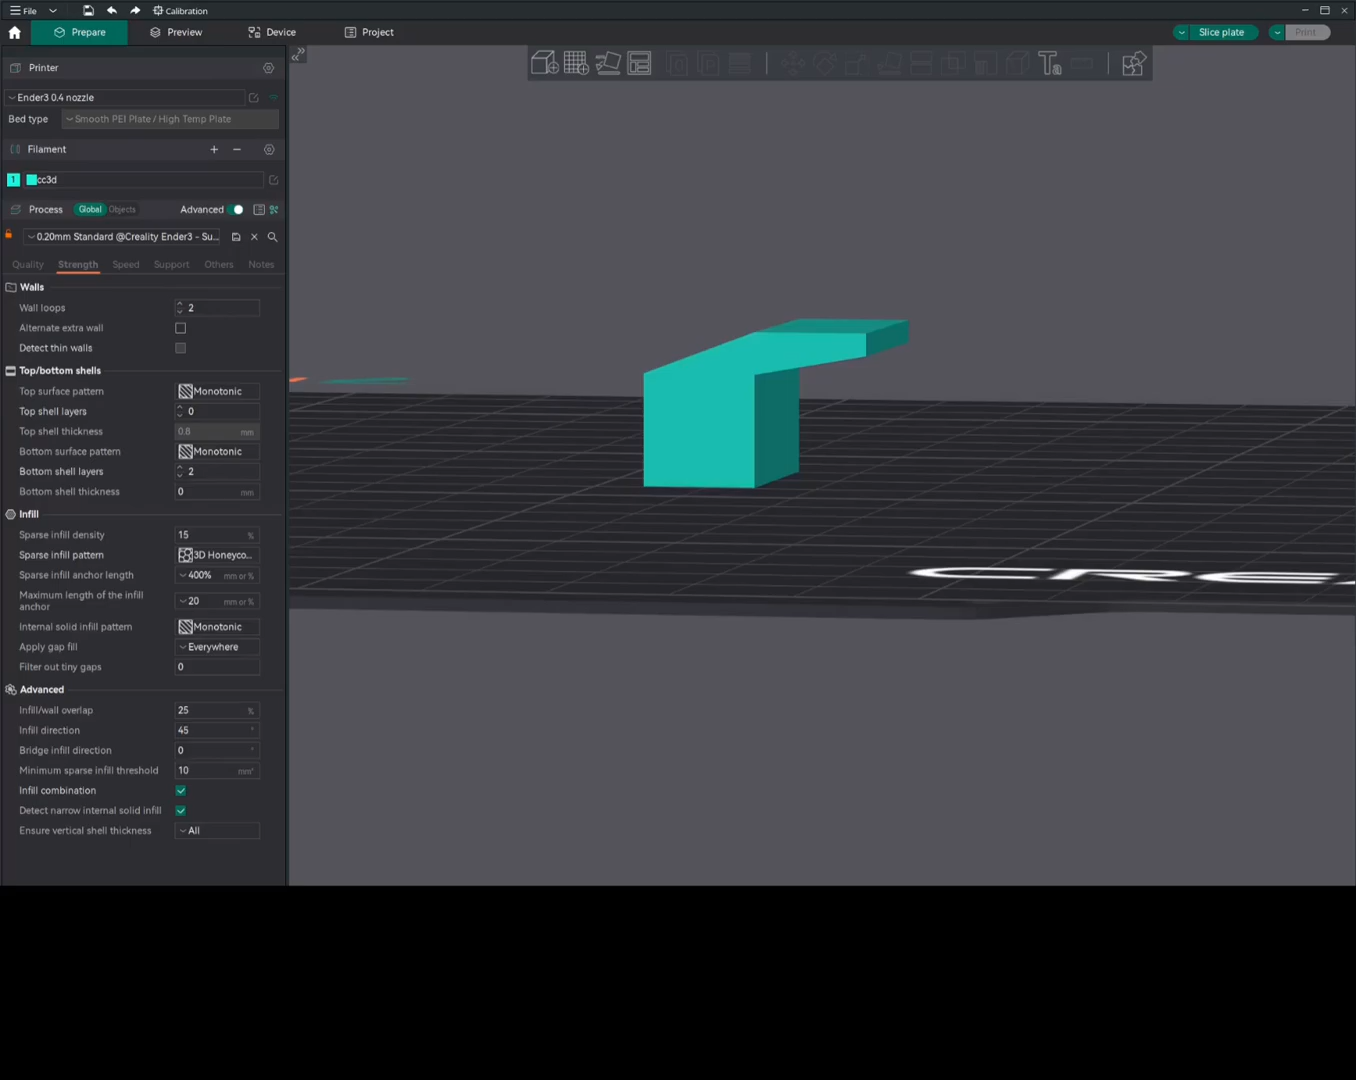 File
Calibration
Prepare
Preview
Device
Project
Slice plate
Print
Printer
Ender3 0.4 nozzle
Bed type
Smooth PEI Plate / High Temp Plate
Filament
1
cc3d
Process
Global
Objects
Advanced
0.20mm Standard @Creality Ender3 - Su...
Quality
Strength
Speed
Support
Others
Notes
Walls
Wall loops 2
Alternate extra wall
Detect thin walls
Top/bottom shells
Top surface pattern Monotonic
Top shell layers 0
Top shell thickness 0.8 mm
Bottom surface pattern Monotonic
Bottom shell layers 2
Bottom shell thickness 0 mm
Infill
Sparse infill density 15 %
Sparse infill pattern 3D Honeyco...
Sparse infill anchor length 400% mm or %
Maximum length of the infill
anchor 20 mm or %
Internal solid infill pattern Monotonic
Apply gap fill Everywhere
Filter out tiny gaps 0
Advanced
Infill/wall overlap 25 %
Infill direction 45 °
Bridge infill direction 0 °
Minimum sparse infill threshold 10 mm²
Infill combination
Detect narrow internal solid infill
Ensure vertical shell thickness All
Ta